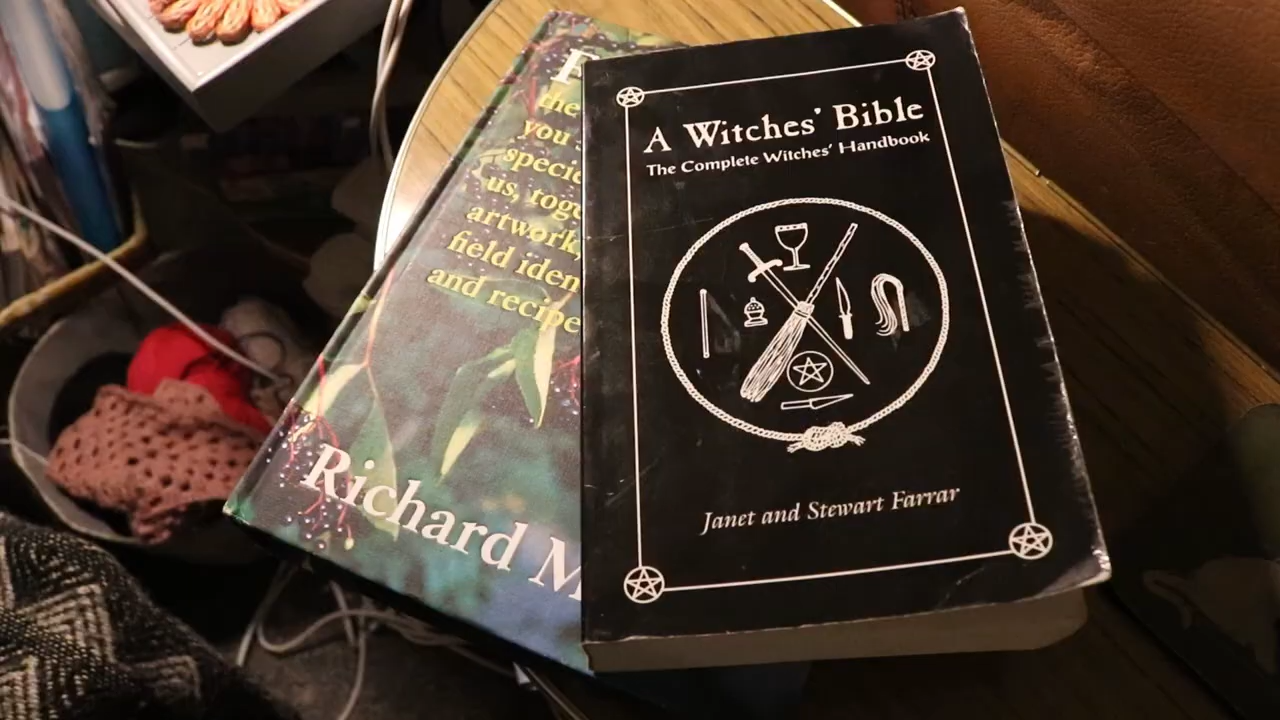 A Witches' Bible
The Complete Witches' Handbook
Janet and Stewart Farrar
F
the
you
specie
us, toge
artwork,
field iden
and recipe
Richard M